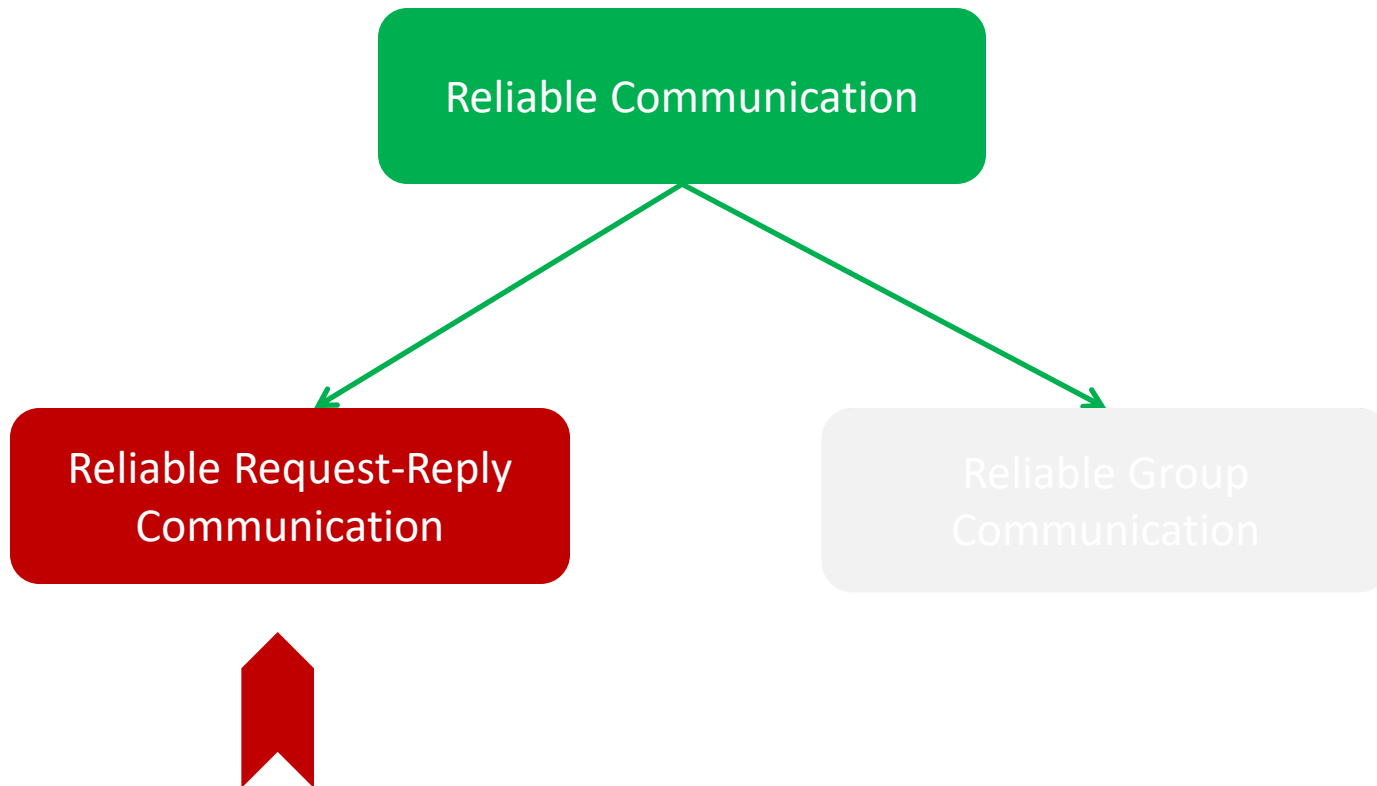 Reliable Communication
Reliable Request-Reply
Communication
Reliable Group
Communication